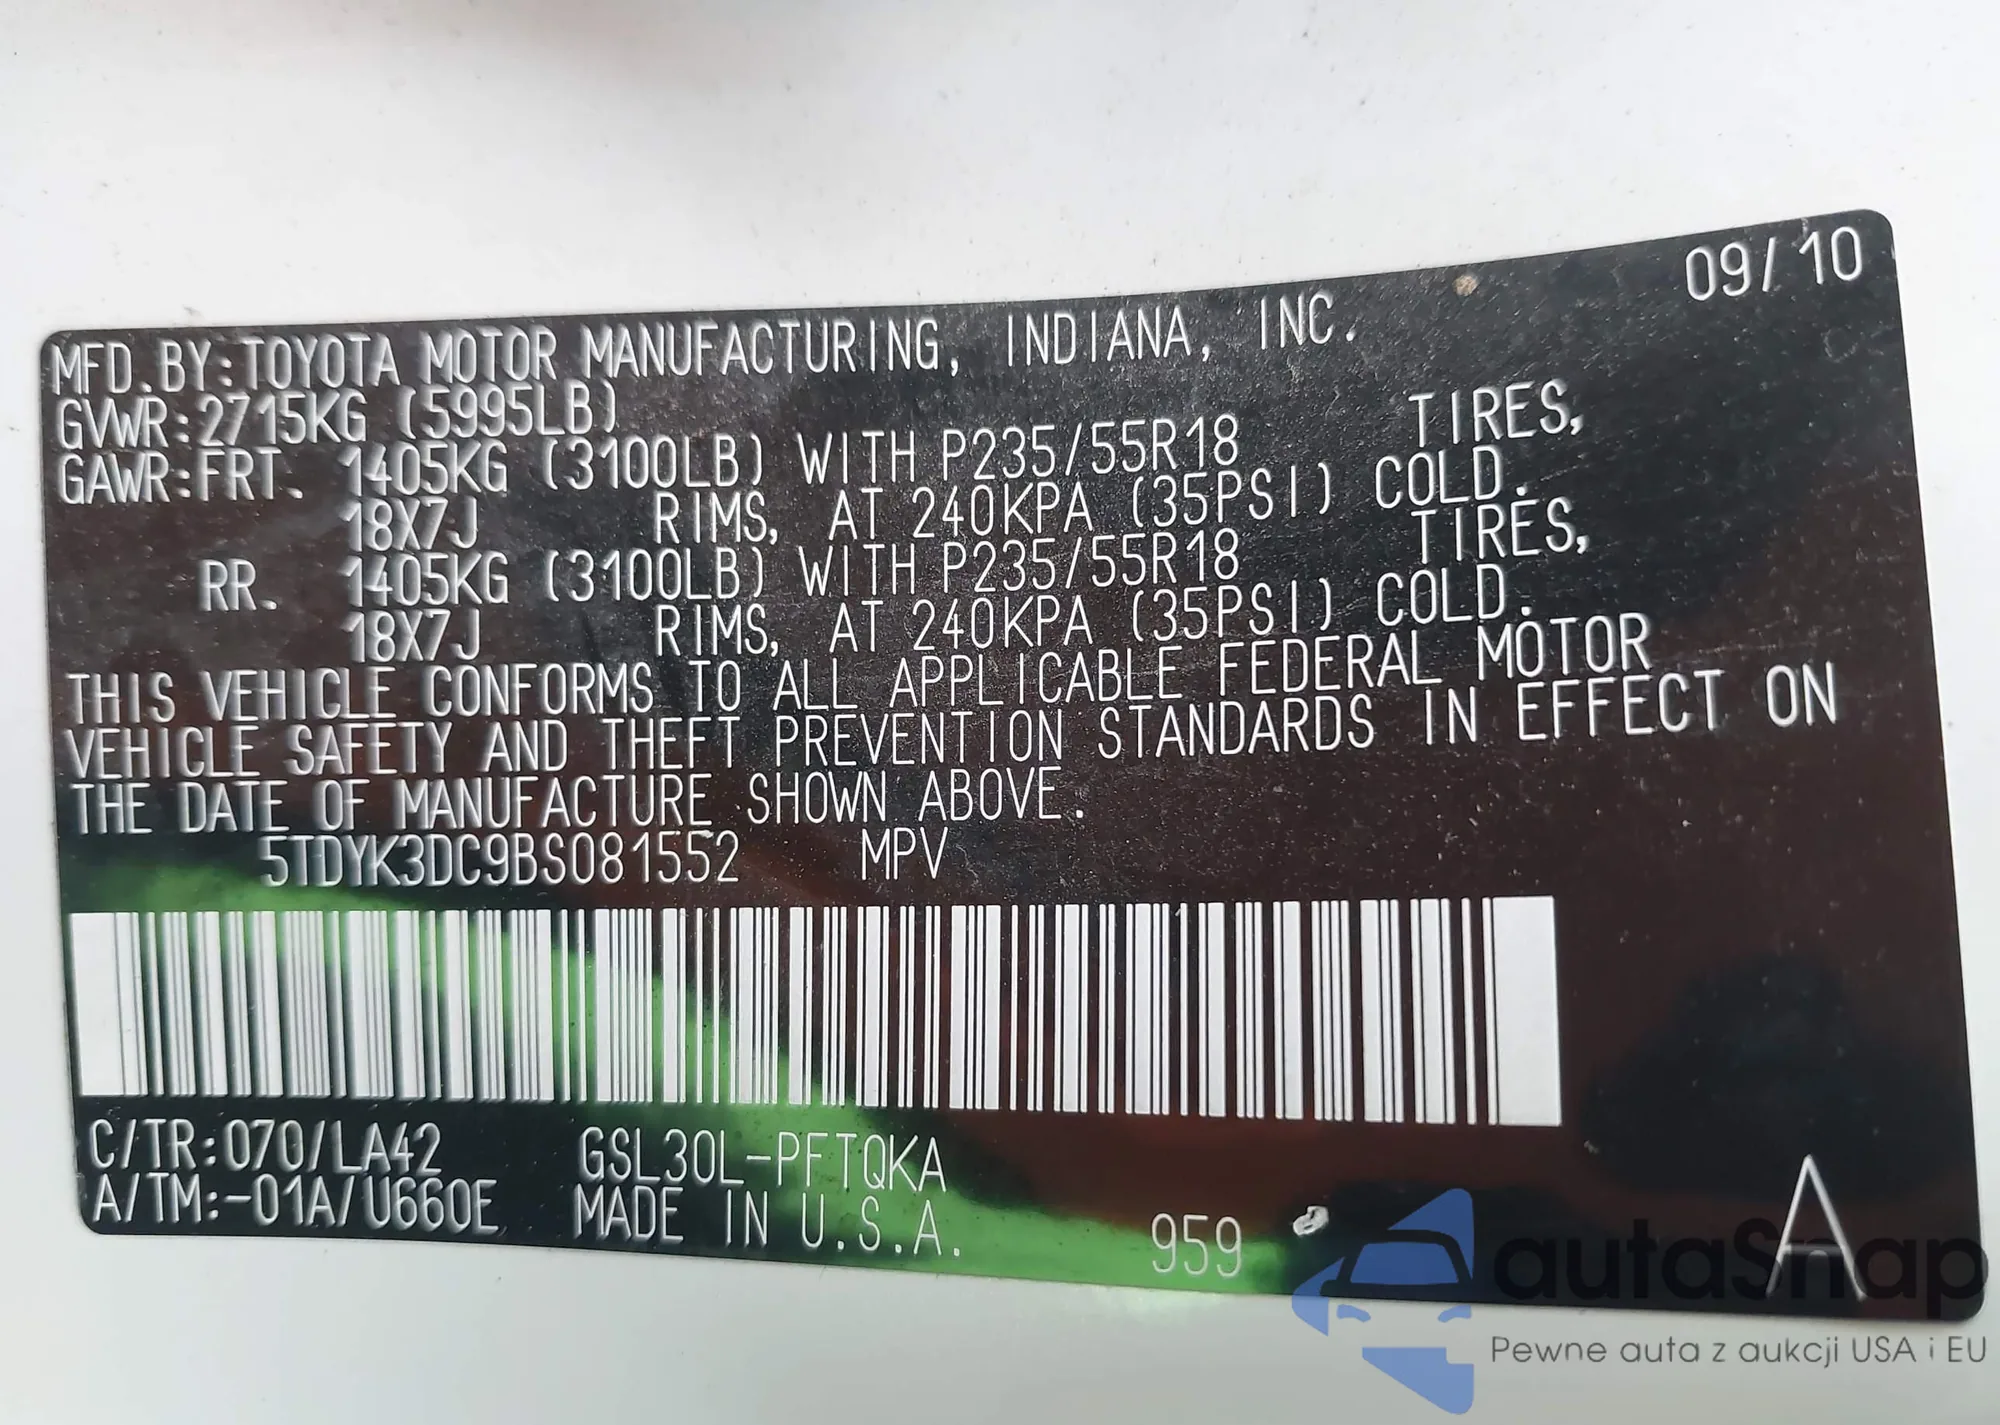 09/10
MFD.BY:TOYOTA MOTOR MANUFACTURING, INDIANA, INC.
GVWR:2715KG (5995LB)
GAWR:FRT. 1405KG (3100LB) WITH P235/55R18 TIRES,
18X7J RIMS, AT 240KPA (35PSI) COLD.
RR. 1405KG (3100LB) WITH P235/55R18 TIRES,
18X7J RIMS, AT 240KPA (35PSI) COLD.
THIS VEHICLE CONFORMS TO ALL APPLICABLE FEDERAL MOTOR
VEHICLE SAFETY AND THEFT PREVENTION STANDARDS IN EFFECT ON
THE DATE OF MANUFACTURE SHOWN ABOVE.
5TDYK3DC9BS081552 MPV
C/TR:070/LA42 GSL30L-PFTQKA
A/TM:-01A/U660E MADE IN U.S.A. 959 A
autaSnap
Pewne auta z aukcji USA i EU